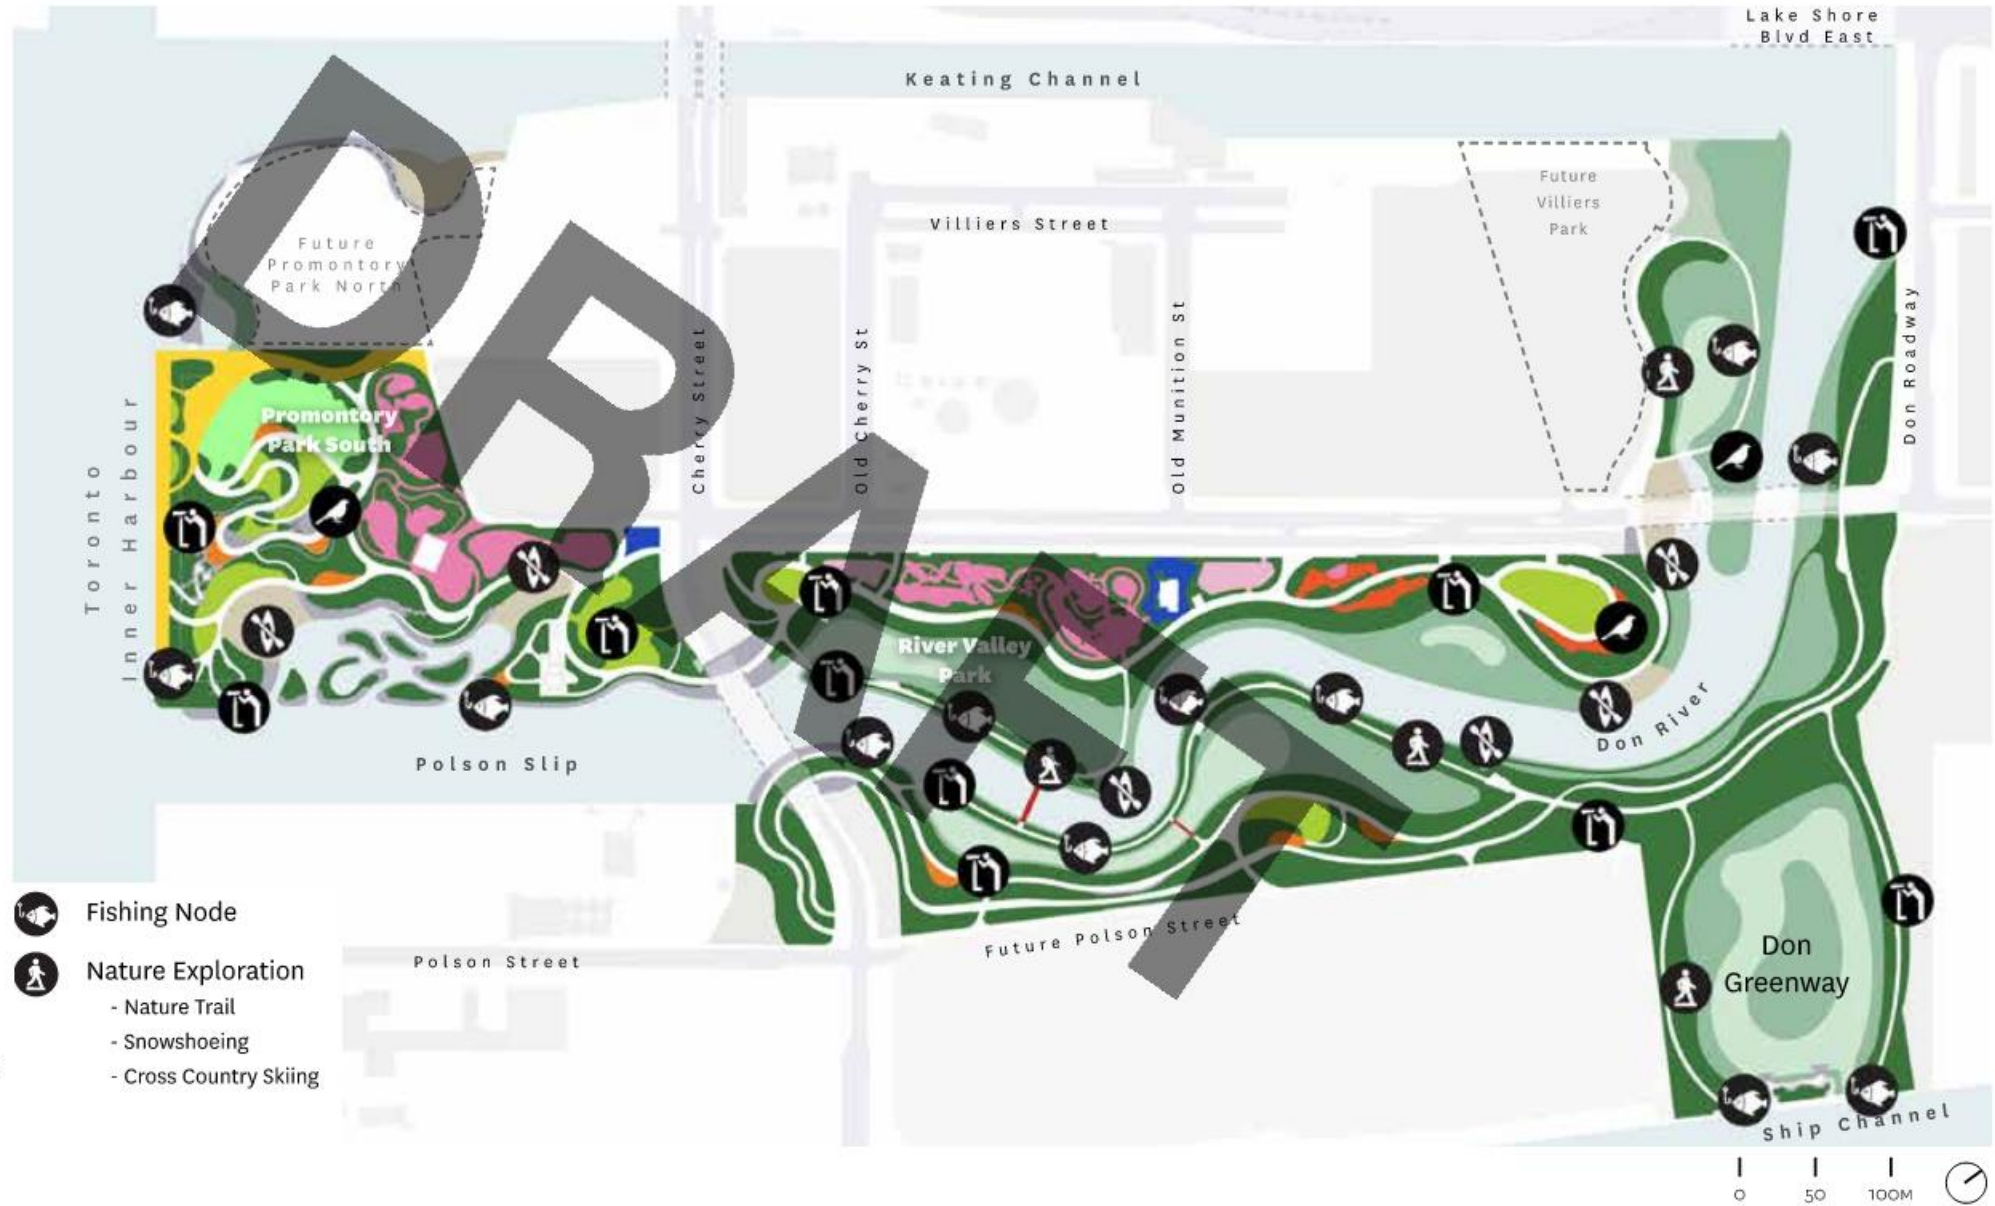 Lake Shore
Blvd East
Keating Channel
Future
Villiers
Park
Villiers Street
Future
Promontory
Park North
Don Roadway
Cherry Street
Old Cherry St
Old Munition St
Promontory
Park South
Toronto
Inner Harbour
River Valley
Park
Don River
Polson Slip
Future Polson Street
Polson Street
Don
Greenway
Ship Channel
DRAFT
Fishing Node
Nature Exploration
- Nature Trail
- Snowshoeing
- Cross Country Skiing
0 50 100M